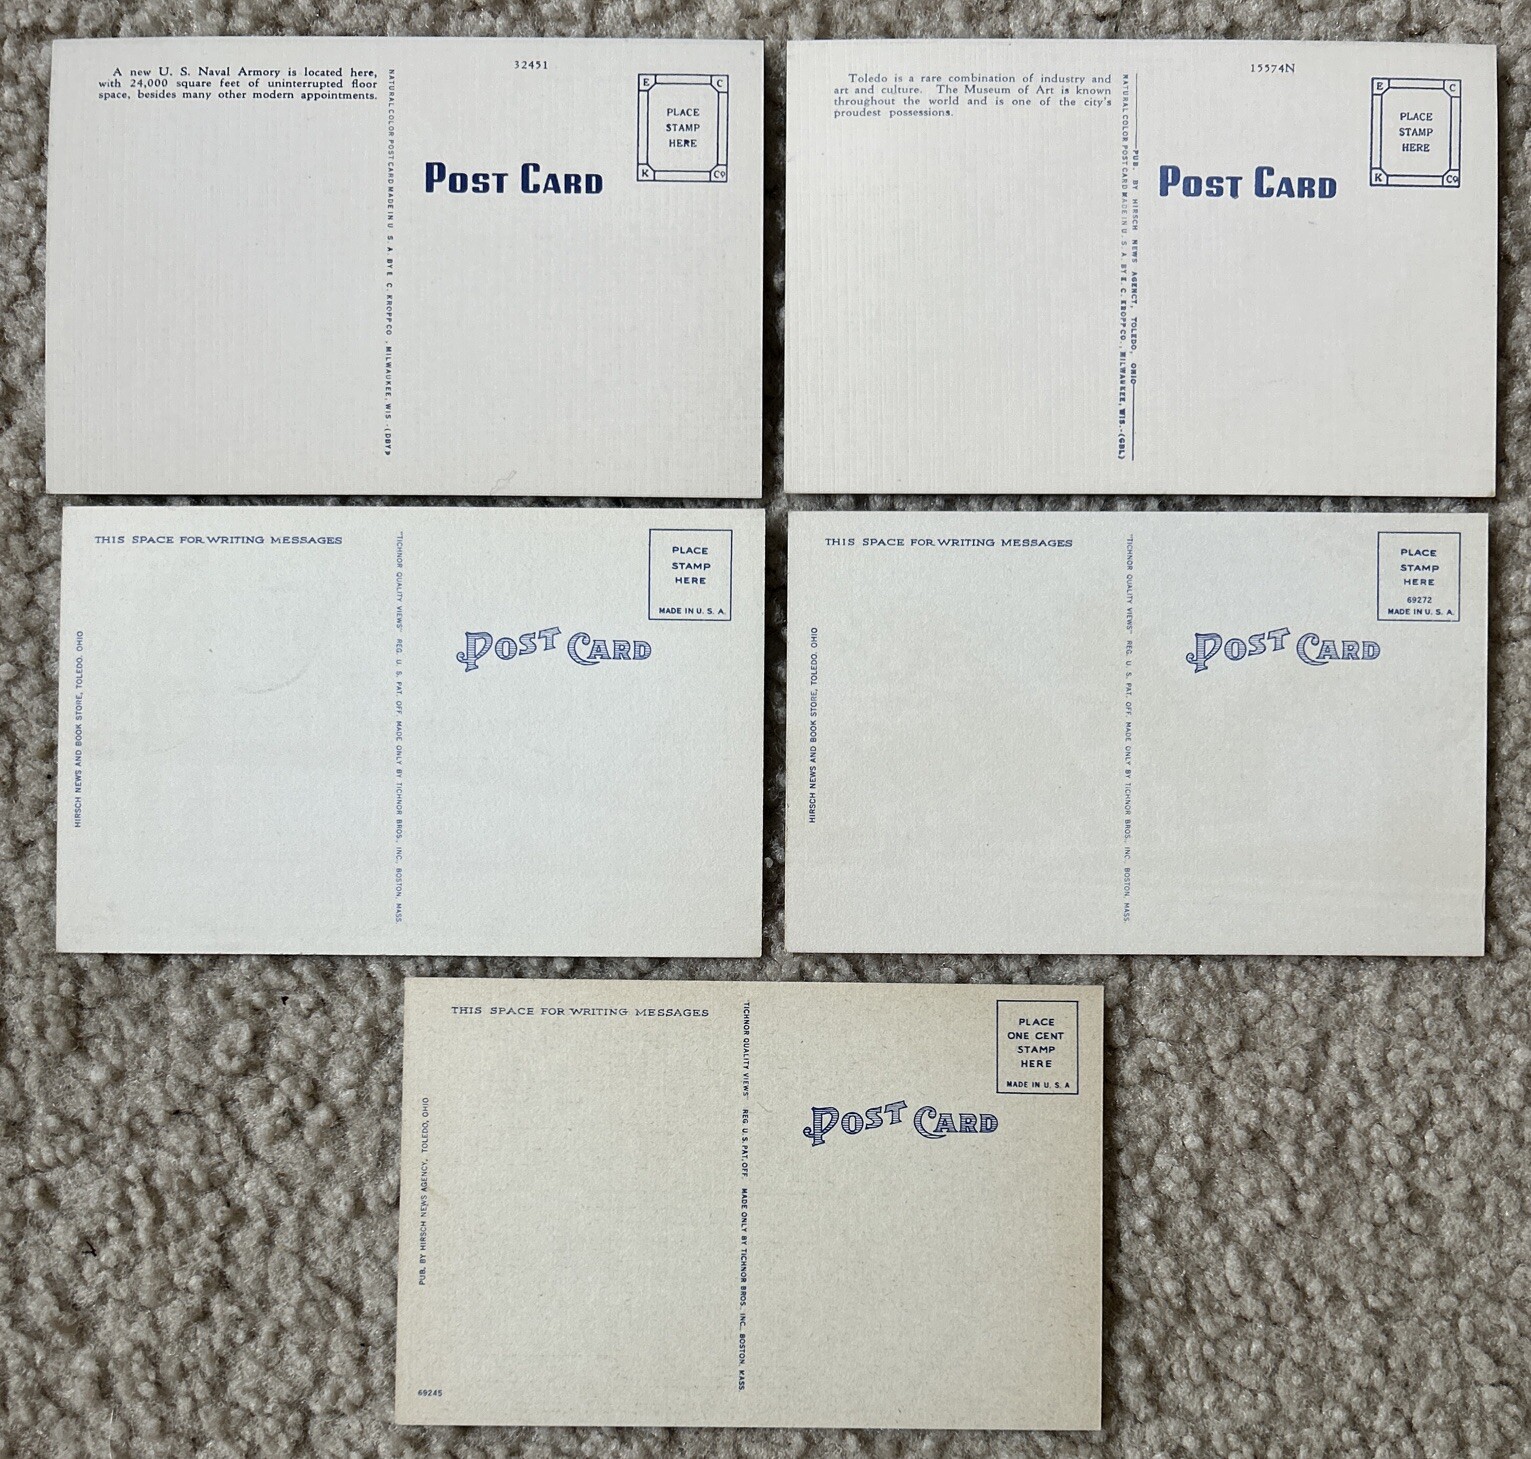 A new U. S. Naval Armory is located here,
with 24,000 square feet of uninterrupted floor
space, besides many other modern appointments.
NATURAL COLOR POST CARD MADE IN U. S. A. BY E. C. KROPP CO., MILWAUKEE, WIS.-(DBY)
32451
POST CARD
E C
PLACE
STAMP
HERE
K Co
Toledo is a rare combination of industry and
art and culture. The Museum of Art is known
throughout the world and is one of the city's
proudest possessions.
NATURAL COLOR POST CARD MADE IN U. S. A. BY E. C. KROPP CO., MILWAUKEE, WIS.-(GBL)
PUB. BY HIRSCH NEWS AGENCY, TOLEDO, OHIO
15574N
POST CARD
E C
PLACE
STAMP
HERE
K Co
THIS SPACE FOR WRITING MESSAGES
HIRSCH NEWS AND BOOK STORE, TOLEDO, OHIO
"TICHNOR QUALITY VIEWS" REG. U. S. PAT. OFF. MADE ONLY BY TICHNOR BROS., INC., BOSTON, MASS.
POST CARD
PLACE
STAMP
HERE
MADE IN U. S. A.
THIS SPACE FOR WRITING MESSAGES
HIRSCH NEWS AND BOOK STORE, TOLEDO, OHIO
"TICHNOR QUALITY VIEWS" REG. U. S. PAT. OFF. MADE ONLY BY TICHNOR BROS., INC., BOSTON, MASS.
POST CARD
PLACE
STAMP
HERE
69272
MADE IN U. S. A.
THIS SPACE FOR WRITING MESSAGES
PUB. BY HIRSCH NEWS AGENCY, TOLEDO, OHIO
69245
TICHNOR QUALITY VIEWS" REG. U. S. PAT. OFF. MADE ONLY BY TICHNOR BROS. INC., BOSTON, MASS.
POST CARD
PLACE
ONE CENT
STAMP
HERE
MADE IN U. S. A